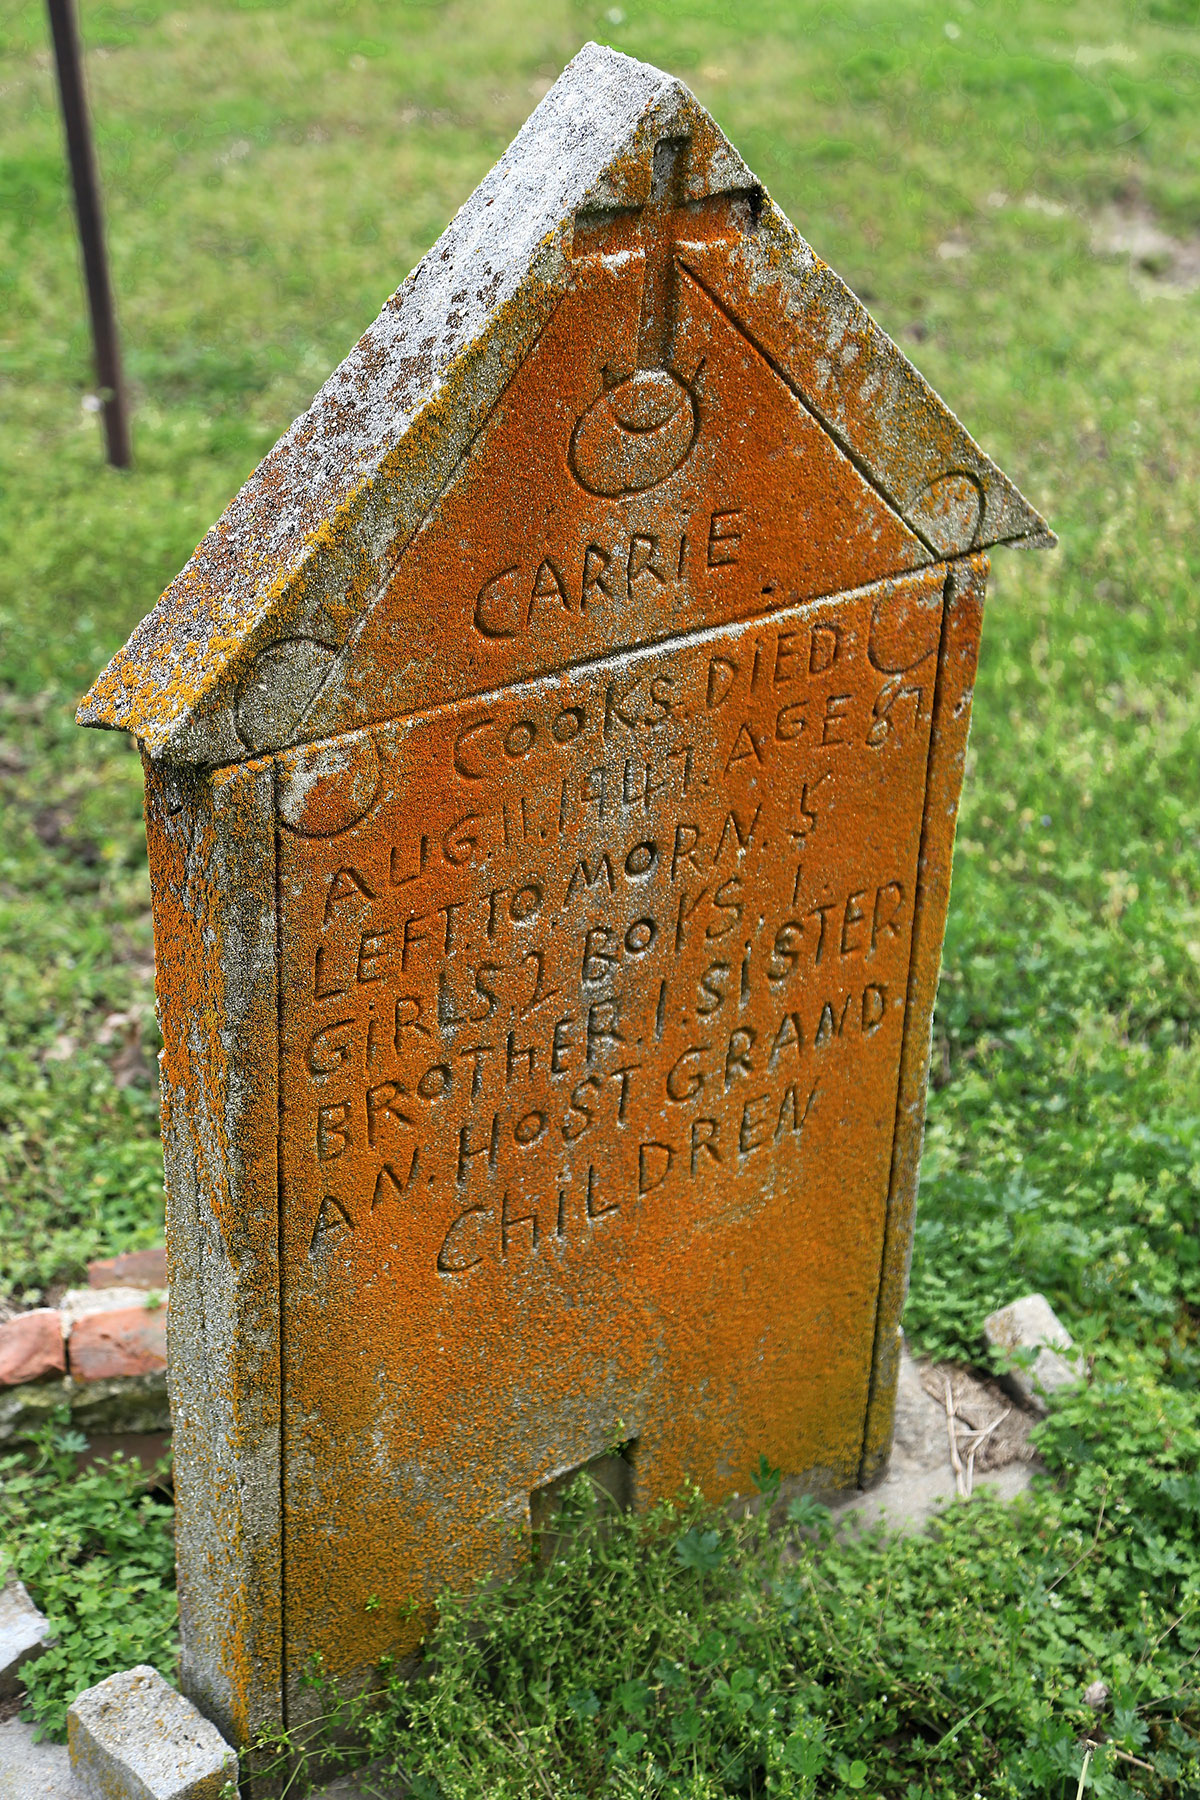 CARRIE
COOKS. DIED
AUG. 11. 1947. AGE. 87
LEFT. TO. MORN. 5
GiRLS 2 BOYS. 1.
BROThER. 1. SiSTER
AN. HOST GRAND
ChiLDREN